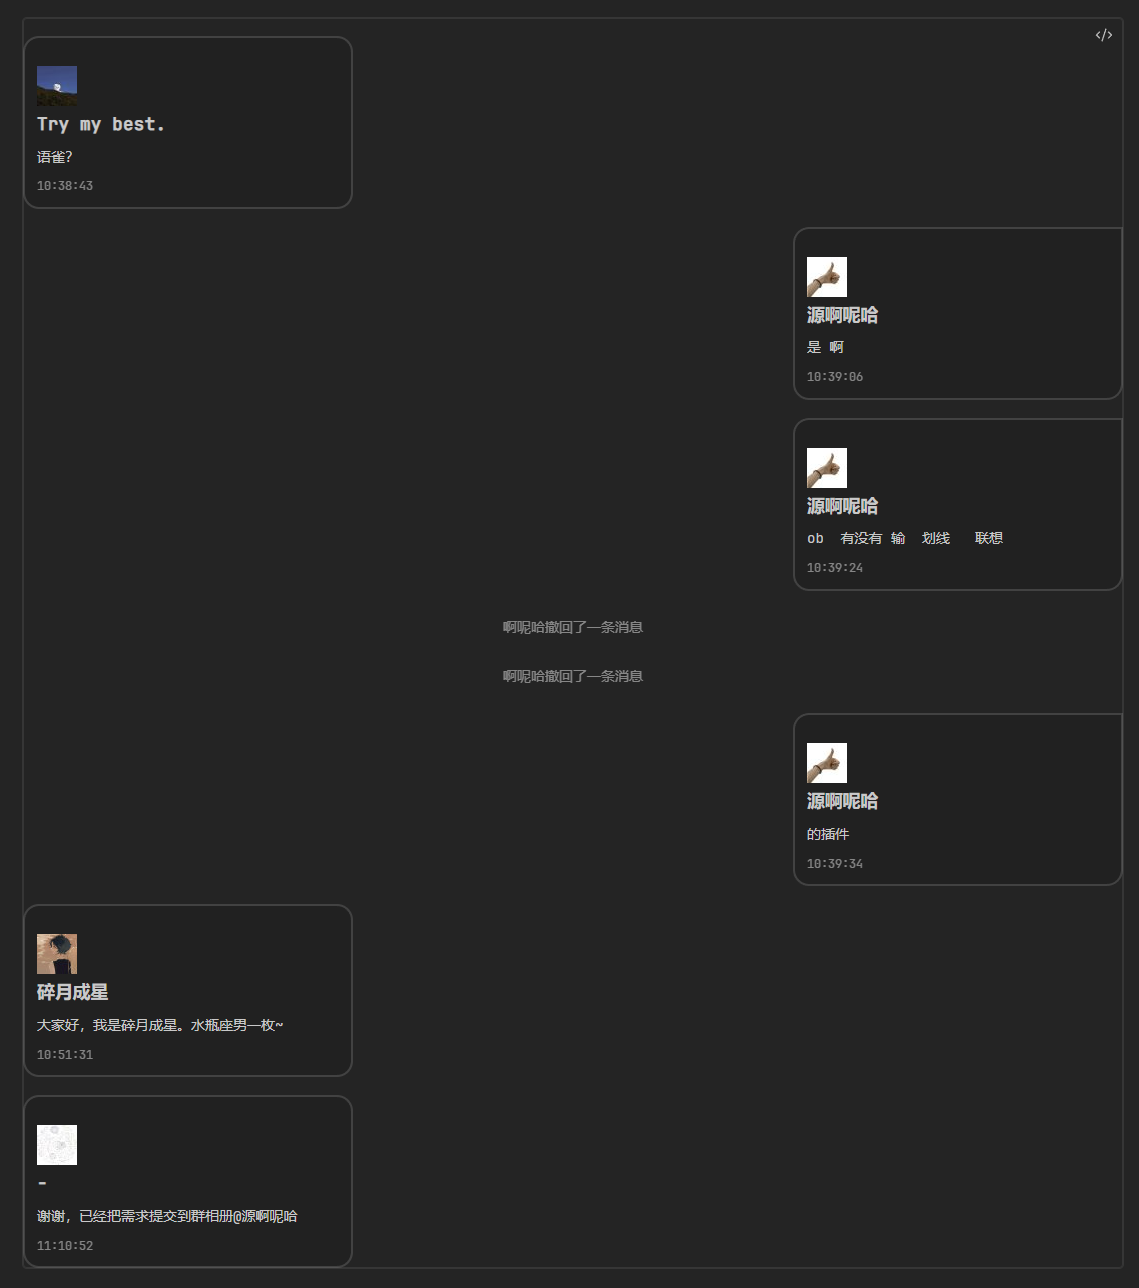 </>
Try my best.
语雀？
10:38:43
源啊呢哈
是 啊
10:39:06
源啊呢哈
ob  有没有 输  划线   联想
10:39:24
啊呢哈撤回了一条消息
啊呢哈撤回了一条消息
源啊呢哈
的插件
10:39:34
碎月成星
大家好，我是碎月成星。水瓶座男一枚~
10:51:31
-
谢谢，已经把需求提交到群相册@源啊呢哈
11:10:52